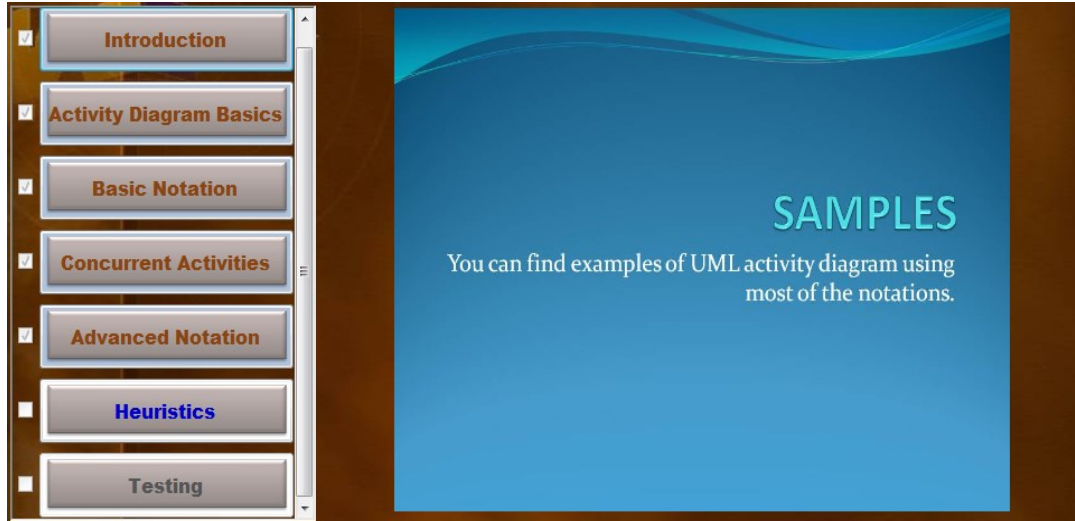 Introduction
Activity Diagram Basics
Basic Notation
Concurrent Activities
Advanced Notation
Heuristics
Testing
SAMPLES
You can find examples of UML activity diagram using
most of the notations.